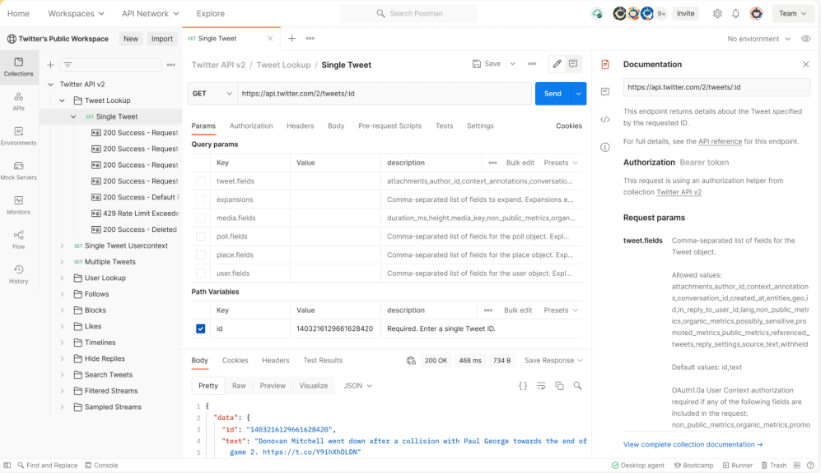 Home Workspaces API Network Explore Search Postman 9+ Invite Team
Twitter's Public Workspace New Import GET Single Tweet No enviornment
Collections
APIs
Environments
Mock Servers
Monitors
Flow
History
Twitter API v2
Tweet Lookup
GET Single Tweet
200 Success - Request
200 Success - Request
200 Success - Request
200 Success - Request
200 Success - Default
429 Rate Limit Exceede
200 Success - Deleted
GET Single Tweet Usercontext
GET Multiple Tweets
User Lookup
Follows
Blocks
Likes
Timelines
Hide Replies
Search Tweets
Filtered Streams
Sampled Streams
Twitter API v2 / Tweet Lookup / Single Tweet Save
GET https://api.twitter.com/2/tweets/:id Send
Params Authorization Headers Body Pre-request Scripts Tests Settings Cookies
Query params
Key Value description Bulk edit Presets
tweet.fields attachments,author_id,context_annotations,conversatio...
expansions Comma-separated list of fields to expand. Expansions e...
media.fields duration_ms,height,media_key,non_public_metrics,organ...
poll.fields Comma-separated list of fields for the poll object. Expl...
place.fields Comma-separated list of fields for the place object. Ex...
user.fields Comma-separated list of fields for the user object. Expl...
Path Variables
Key Value description Bulk edit Presets
id 1403216129661628420 Required. Enter a single Tweet ID.
Body Cookies Headers Test Results 200 OK 468 ms 734 B Save Response
Pretty Raw Preview Visualize JSON
1 {
2 "data": {
3 "id": "1403216129661628420",
4 "text": "Donovan Mitchell went down after a collision with Paul George towards the end of
game 2. https://t.co/Y9ihXhDLDN"
5
Documentation
https://api.twitter.com/2/tweets/:id
This endpoint returns details about the Tweet specified
by the requested ID.
For full details, see the API reference for this endpoint.
Authorization Bearer token
This request is using an authorization helper from
collection Twitter API v2
Request params
tweet.fields Comma-separated list of fields for the
Tweet object.
Allowed values:
attachments,author_id,context_annotation
s,conversation_id,created_at,entities,geo,i
d,in_reply_to_user_id,lang,non_public_metr
ics,organic_metrics,possibly_sensitive,pro
moted_metrics,public_metrics,referenced_
tweets,reply_settings,source,text,withheld
Default values: id,text
OAuth1.0a User Context authorization
required if any of the following fields are
included in the request:
non_public_metrics,organic_metrics,promo
View complete collection documentation →
Find and Replace Console Desktop agent Bootcamp Runner Trash